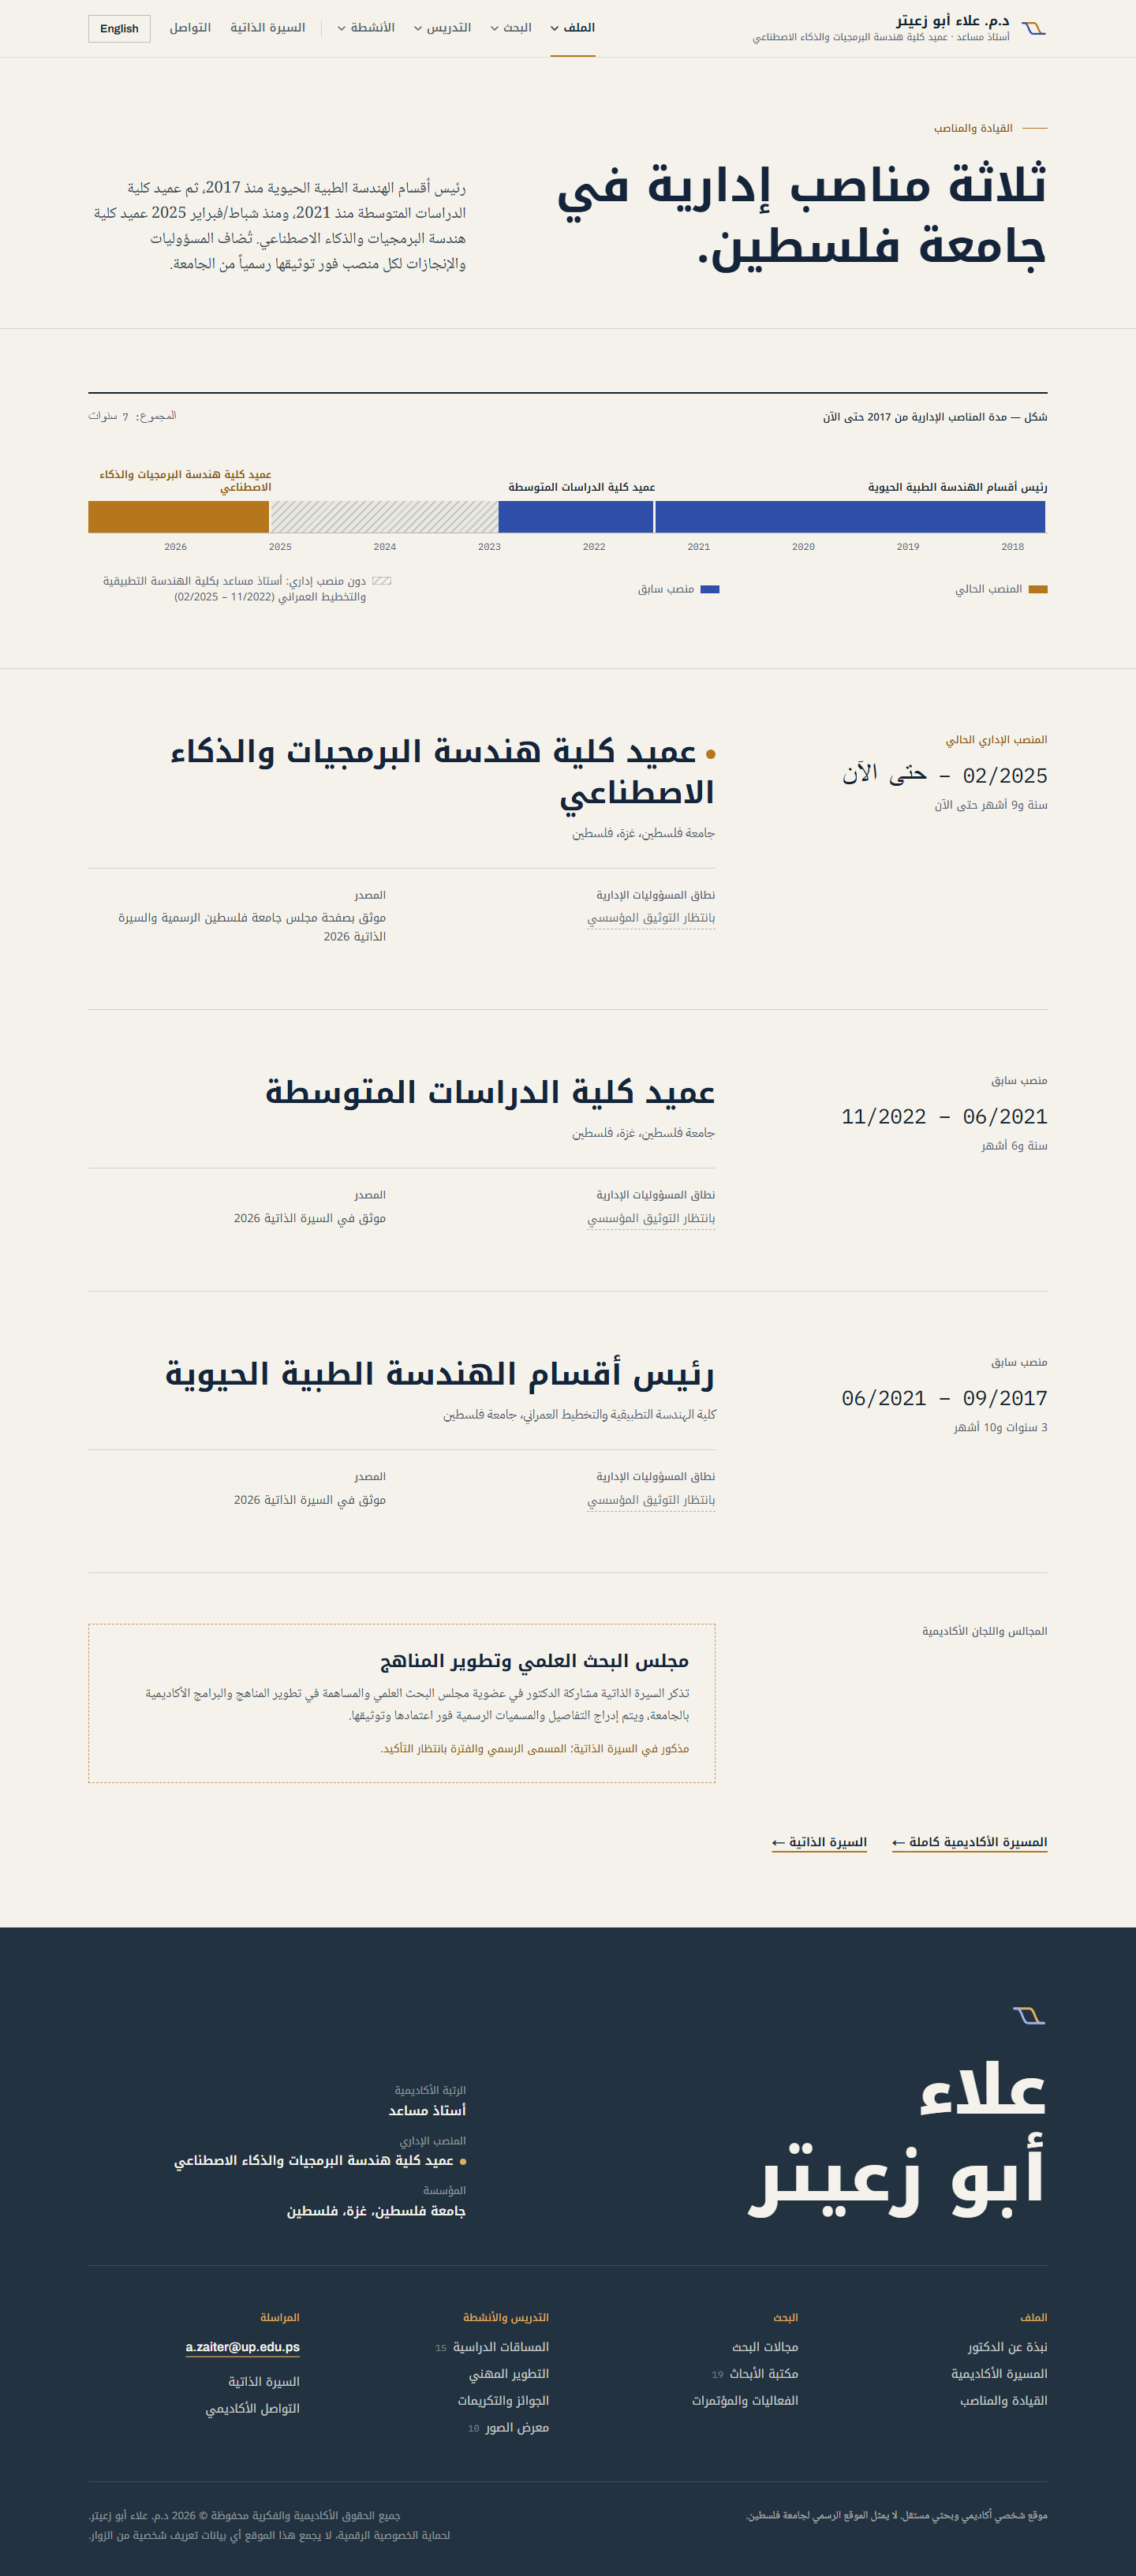 د.م. علاء أبو زعيتر
أستاذ مساعد · عميد كلية هندسة البرمجيات والذكاء الاصطناعي
الملف
البحث
التدريس
الأنشطة
السيرة الذاتية
التواصل
English
القيادة والمناصب
ثلاثة مناصب إدارية في
جامعة فلسطين.
رئيس أقسام الهندسة الطبية الحيوية منذ 2017، ثم عميد كلية
الدراسات المتوسطة منذ 2021، ومنذ شباط/فبراير 2025 عميد كلية
هندسة البرمجيات والذكاء الاصطناعي. تُضاف المسؤوليات
والإنجازات لكل منصب فور توثيقها رسمياً من الجامعة.
شكل — مدة المناصب الإدارية من 2017 حتى الآن
المجموع: 7 سنوات
رئيس أقسام الهندسة الطبية الحيوية
عميد كلية الدراسات المتوسطة
عميد كلية هندسة البرمجيات والذكاء
الاصطناعي
2018
2019
2020
2021
2022
2023
2024
2025
2026
المنصب الحالي
منصب سابق
دون منصب إداري: أستاذ مساعد بكلية الهندسة التطبيقية
والتخطيط العمراني (11/2022 – 02/2025)
المنصب الإداري الحالي
02/2025 – حتى الآن
سنة و9 أشهر حتى الآن
عميد كلية هندسة البرمجيات والذكاء
الاصطناعي
جامعة فلسطين، غزة، فلسطين
نطاق المسؤوليات الإدارية
بانتظار التوثيق المؤسسي
المصدر
موثق بصفحة مجلس جامعة فلسطين الرسمية والسيرة
الذاتية 2026
منصب سابق
06/2021 – 11/2022
سنة و6 أشهر
عميد كلية الدراسات المتوسطة
جامعة فلسطين، غزة، فلسطين
نطاق المسؤوليات الإدارية
بانتظار التوثيق المؤسسي
المصدر
موثق في السيرة الذاتية 2026
منصب سابق
09/2017 – 06/2021
3 سنوات و10 أشهر
رئيس أقسام الهندسة الطبية الحيوية
كلية الهندسة التطبيقية والتخطيط العمراني، جامعة فلسطين
نطاق المسؤوليات الإدارية
بانتظار التوثيق المؤسسي
المصدر
موثق في السيرة الذاتية 2026
المجالس واللجان الأكاديمية
مجلس البحث العلمي وتطوير المناهج
تذكر السيرة الذاتية مشاركة الدكتور في عضوية مجلس البحث العلمي والمساهمة في تطوير المناهج والبرامج الأكاديمية
بالجامعة، ويتم إدراج التفاصيل والمسميات الرسمية فور اعتمادها وتوثيقها.
مذكور في السيرة الذاتية؛ المسمى الرسمي والفترة بانتظار التأكيد.
المسيرة الأكاديمية كاملة ←
السيرة الذاتية ←
علاء
أبو زعيتر
الرتبة الأكاديمية
أستاذ مساعد
المنصب الإداري
عميد كلية هندسة البرمجيات والذكاء الاصطناعي
المؤسسة
جامعة فلسطين، غزة، فلسطين
الملف
نبذة عن الدكتور
المسيرة الأكاديمية
القيادة والمناصب
البحث
مجالات البحث
مكتبة الأبحاث 19
الفعاليات والمؤتمرات
التدريس والأنشطة
المساقات الدراسية 15
التطوير المهني
الجوائز والتكريمات
معرض الصور 10
المراسلة
a.zaiter@up.edu.ps
السيرة الذاتية
التواصل الأكاديمي
موقع شخصي أكاديمي وبحثي مستقل. لا يمثل الموقع الرسمي لجامعة فلسطين.
جميع الحقوق الأكاديمية والفكرية محفوظة © 2026 د.م. علاء أبو زعيتر.
لحماية الخصوصية الرقمية، لا يجمع هذا الموقع أي بيانات تعريف شخصية من الزوار.